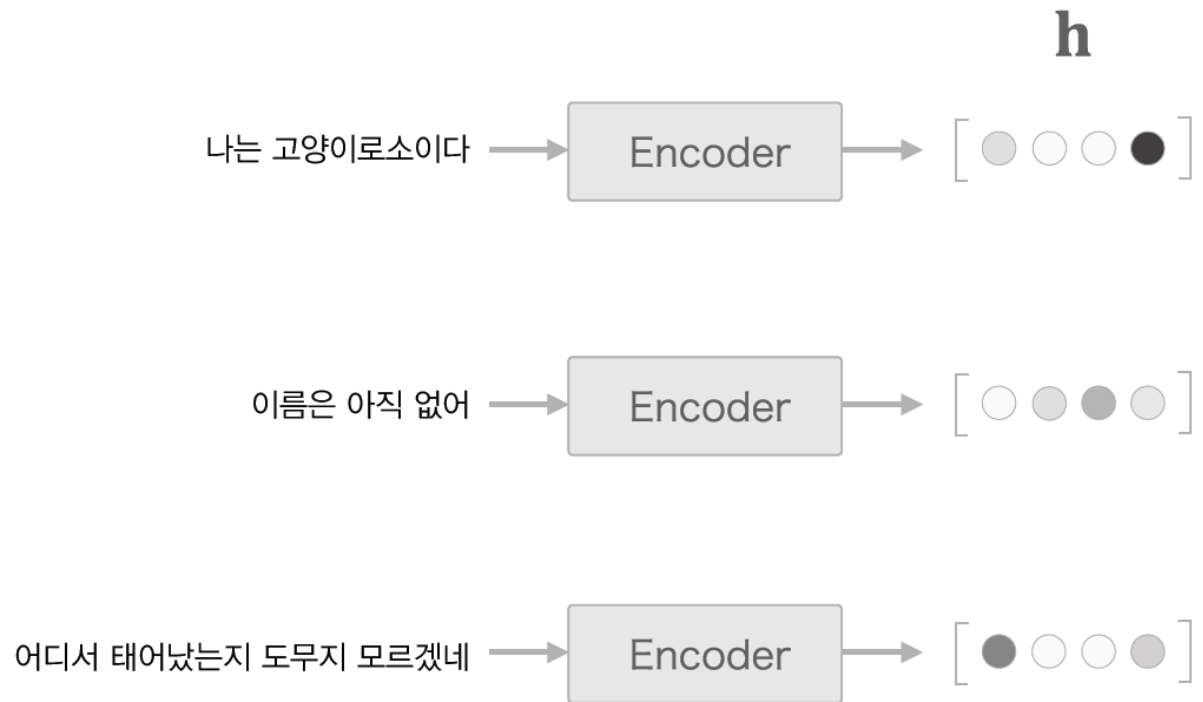 h
나는 고양이로소이다
Encoder
이름은 아직 없어
Encoder
어디서 태어났는지 도무지 모르겠네
Encoder